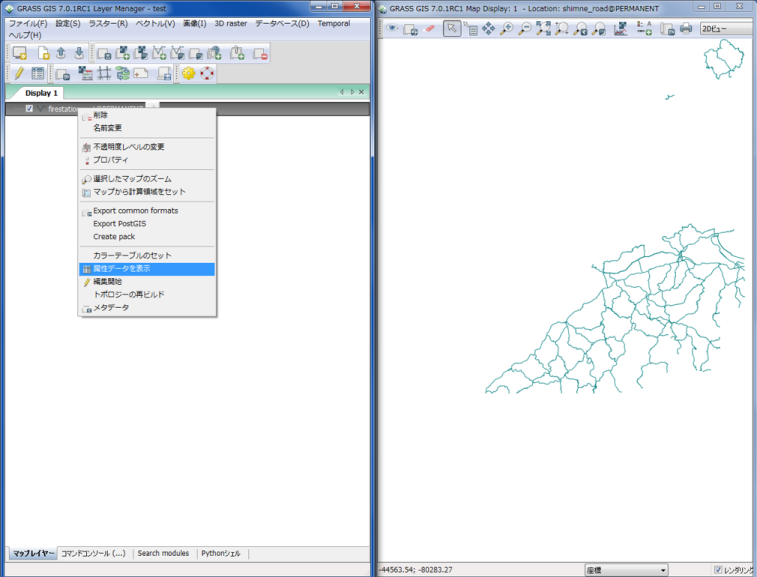 GRASS GIS 7.0.1RC1 Layer Manager - test
ファイル(F) 設定(S) ラスター(R) ベクトル(V) 画像(I) 3D raster データベース(D) Temporal
ヘルプ(H)
Display 1
削除
名前変更
不透明度レベルの変更
プロパティ
選択したマップのズーム
マップから計算領域をセット
Export common formats
Export PostGIS
Create pack
カラーテーブルのセット
属性データを表示
編集開始
トポロジーの再ビルド
メタデータ
マップレイヤー コマンドコンソール (...) Search modules Pythonシェル
GRASS GIS 7.0.1RC1 Map Display: 1 - Location: shimne_road@PERMANENT
2Dビュー
-44563.54; -80283.27
座標
レンダリング